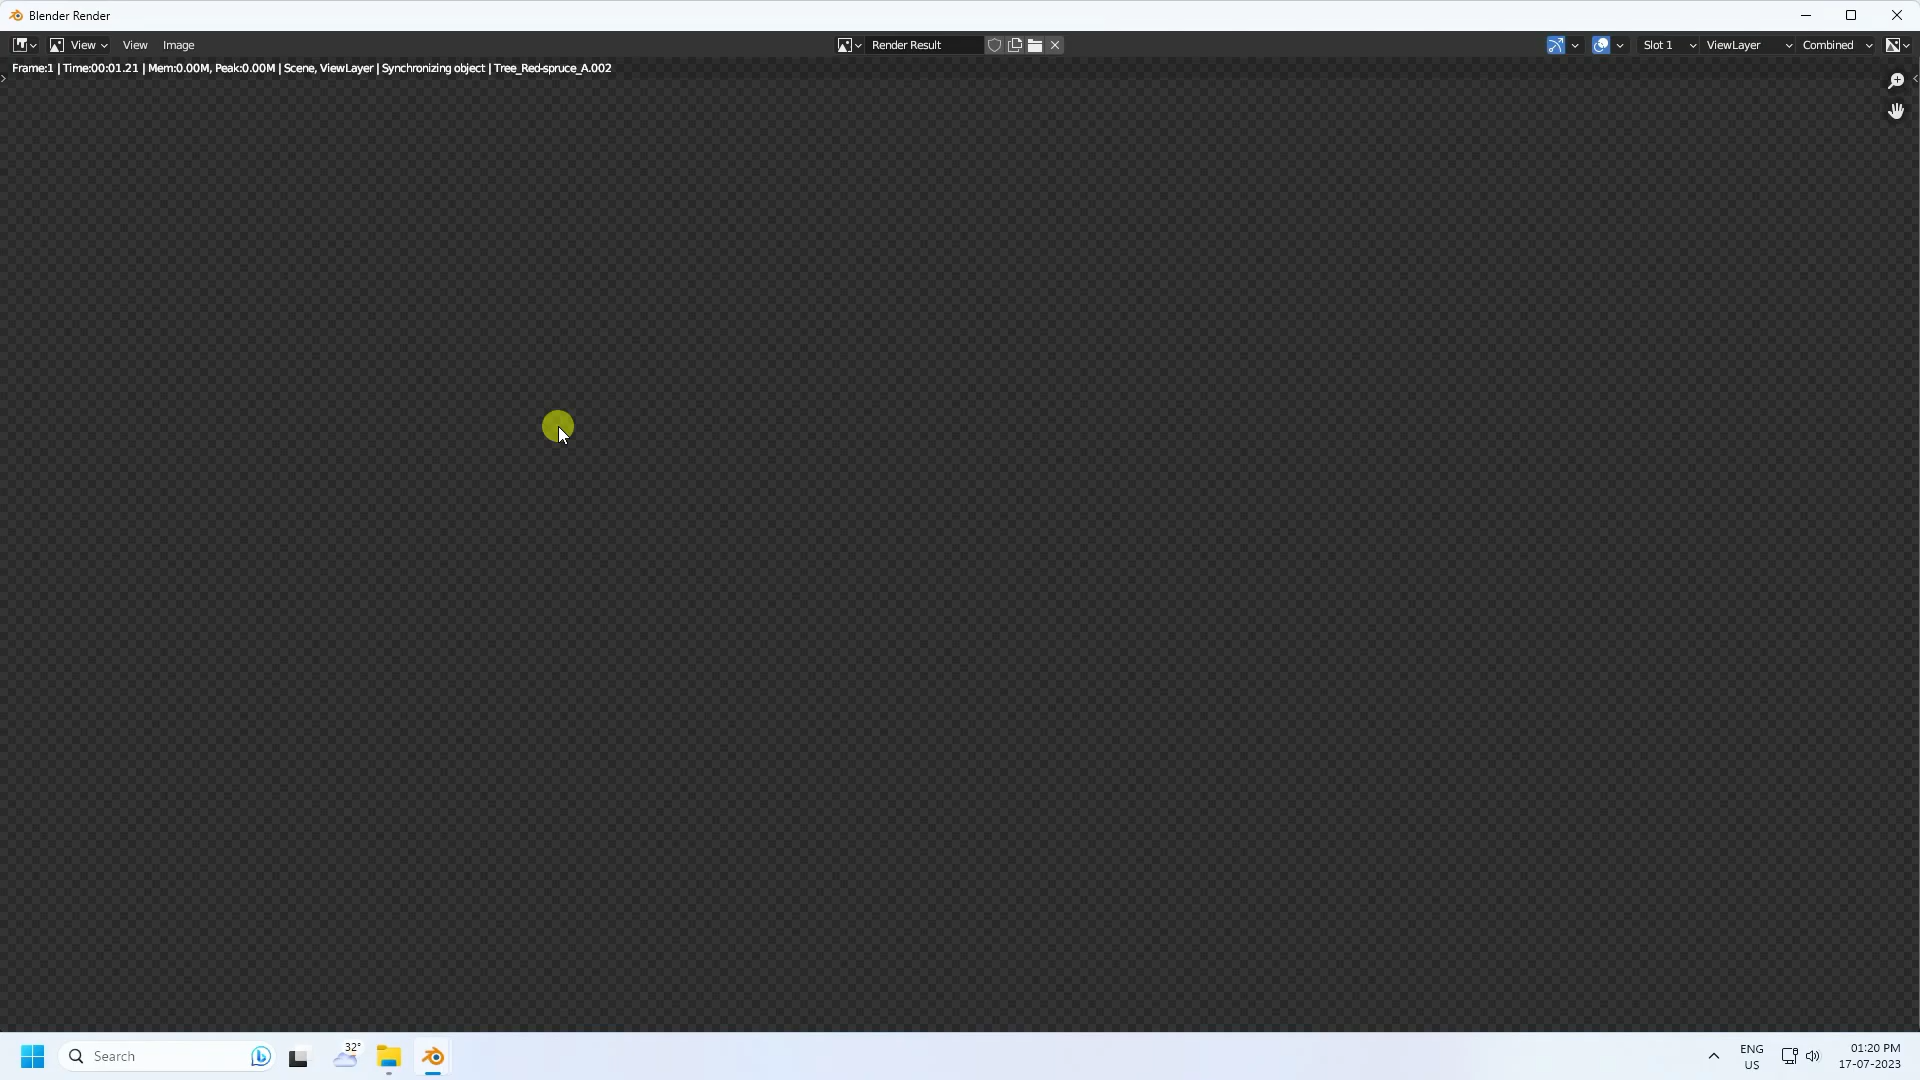 Blender Render
View View Image Render Result Slot 1 ViewLayer Combined
Frame:1 | Time:00:01.21 | Mem:0.00M, Peak:0.00M | Scene, ViewLayer | Synchronizing object | Tree_Red-spruce_A.002
Search 32° ENG US 01:20 PM
17-07-2023